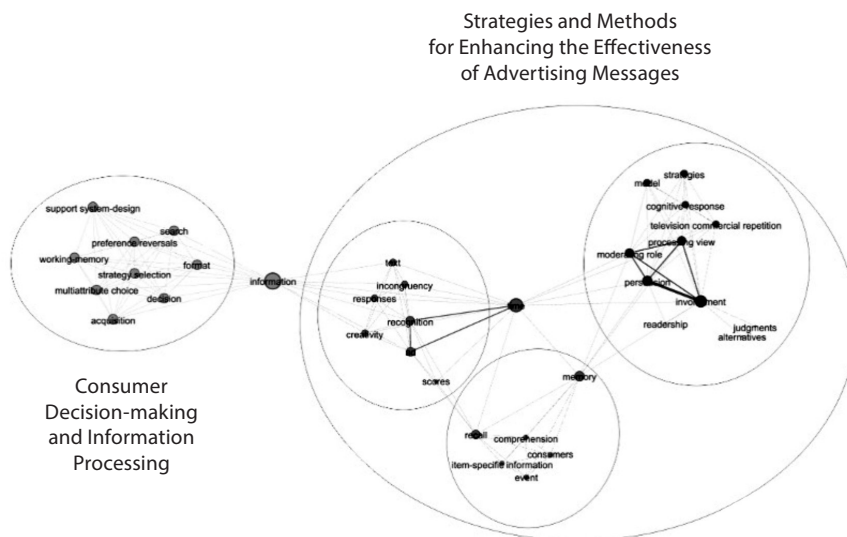 Strategies and Methods
for Enhancing the Effectiveness
of Advertising Messages
support system-design
search
preference reversals
working-memory
format
strategy selection
multiattribute choice
decision
acquisition
Consumer
Decision-making
and Information
Processing
information
text
incongruency
responses
recognition
creativity
scores
memory
recall
comprehension
consumers
item-specific information
event
strategies
model
cognitive response
television commercial repetition
processing view
moderating role
persuasion
involvement
readership
judgments
alternatives